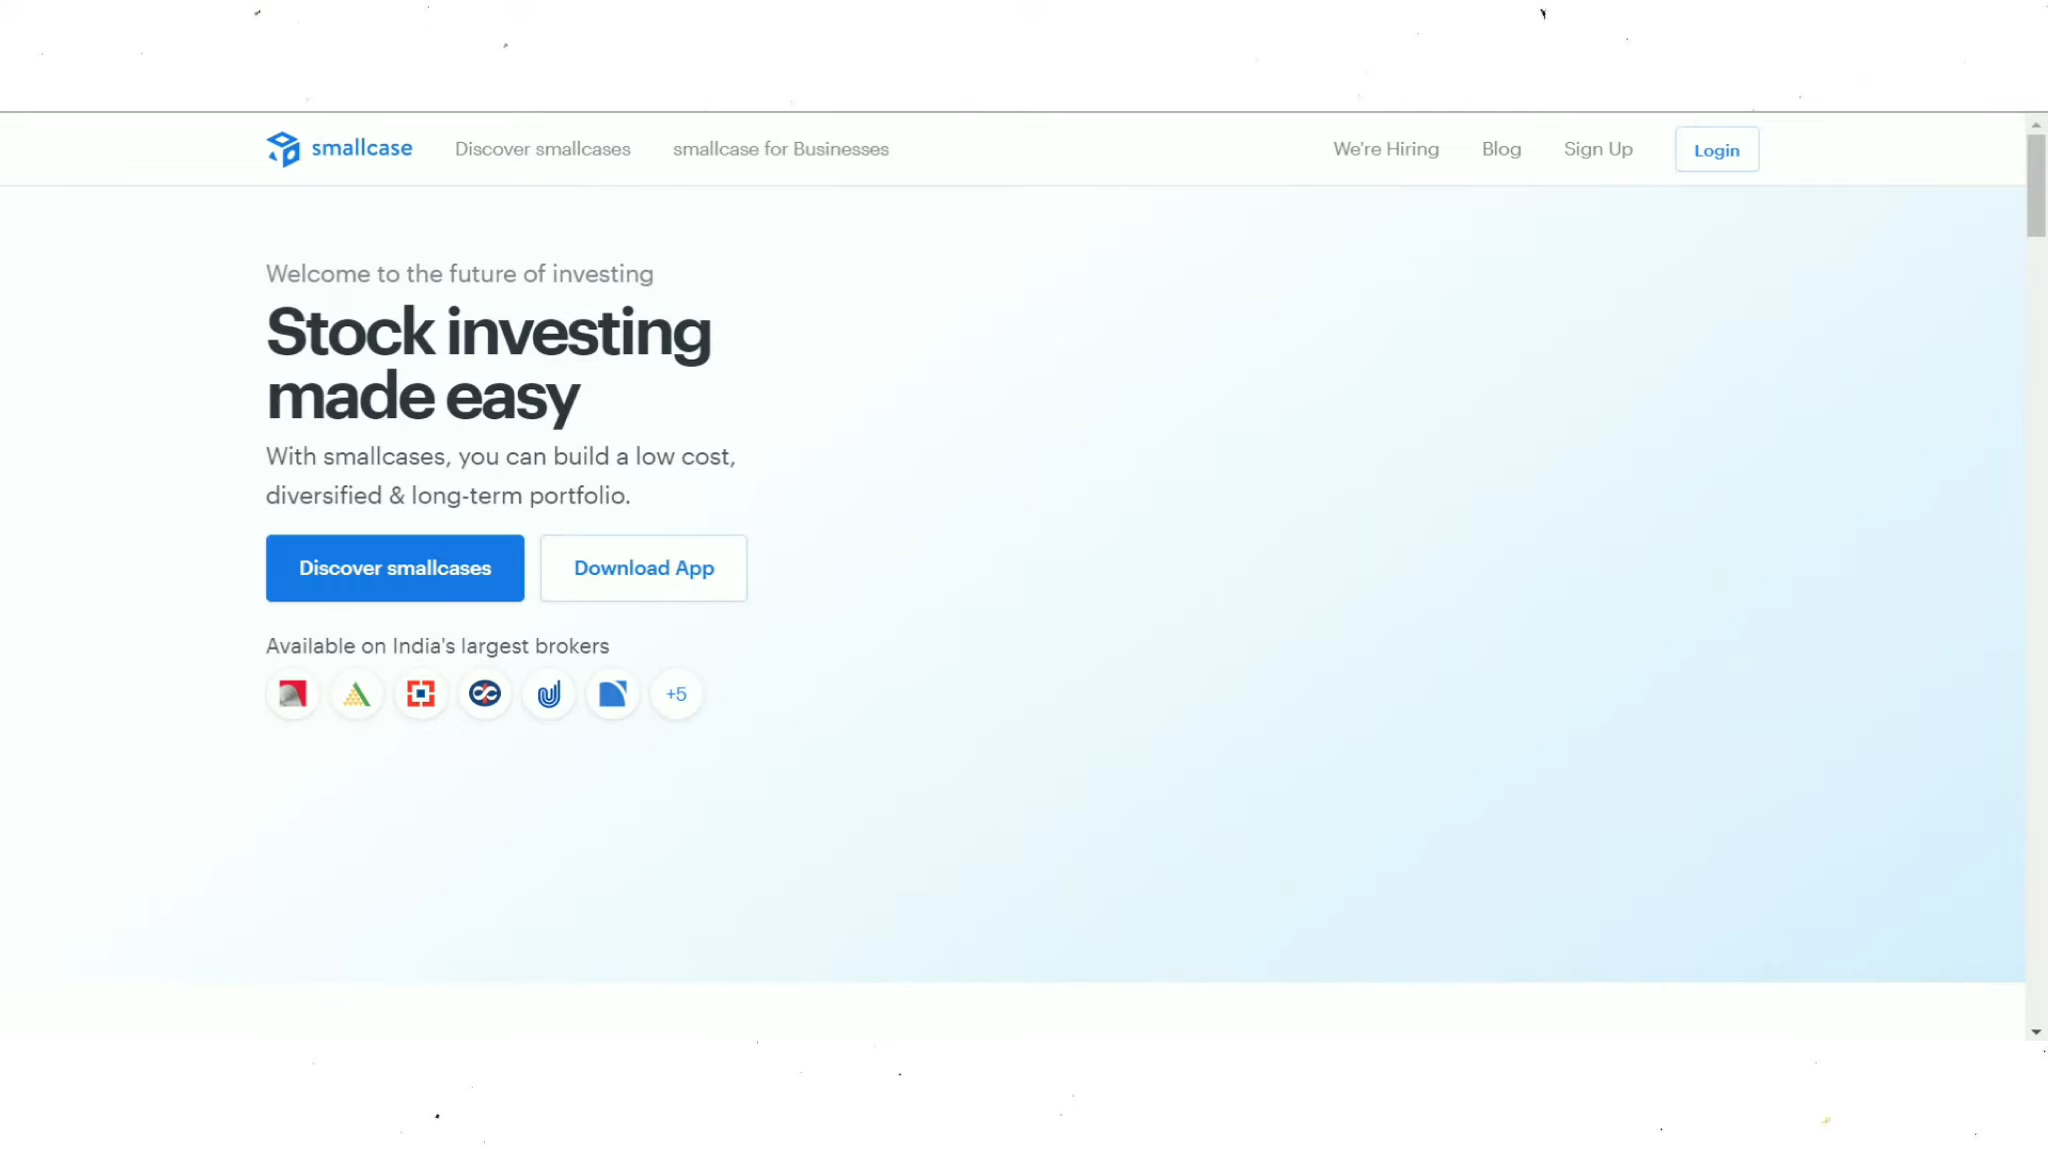 smallcase
Discover smallcases
smallcase for Businesses
We're Hiring
Blog
Sign Up
Login
Welcome to the future of investing
Stock investing
made easy
With smallcases, you can build a low cost,
diversified & long-term portfolio.
Discover smallcases
Download App
Available on India's largest brokers
+5